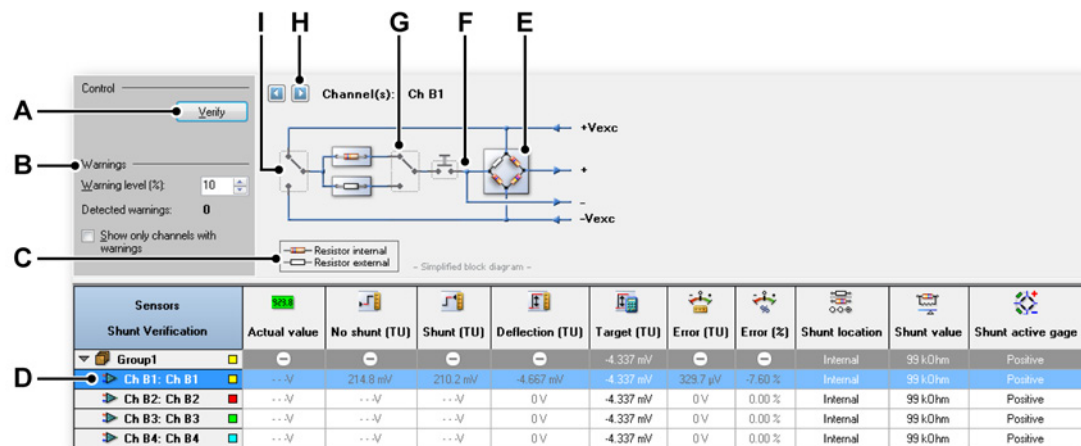 I H G F E
Control
Channel(s): Ch B1
A
Verify
+Vexc
B
Warnings
Warning level (%): 10
+
Detected warnings: 0
-
-Vexc
Show only channels with
warnings
C
Resistor internal
Resistor external
- Simplified block diagram -
Sensors
Shunt Verification
929.8
Actual value No shunt (TU) Shunt (TU) Deflection (TU) Target (TU) Error (TU) Error (%) Shunt location Shunt value Shunt active gage
Group1 -4.337 mV Internal 99 kOhm Positive
D
Ch B1: Ch B1 - - -V 214.8 mV 210.2 mV -4.667 mV -4.337 mV 329.7 µV -7.60 % Internal 99 kOhm Positive
Ch B2: Ch B2 - - -V - - -V - - -V 0 V -4.337 mV 0 V 0.00 % Internal 99 kOhm Positive
Ch B3: Ch B3 - - -V - - -V - - -V 0 V -4.337 mV 0 V 0.00 % Internal 99 kOhm Positive
Ch B4: Ch B4 - - -V - - -V - - -V 0 V -4.337 mV 0 V 0.00 % Internal 99 kOhm Positive